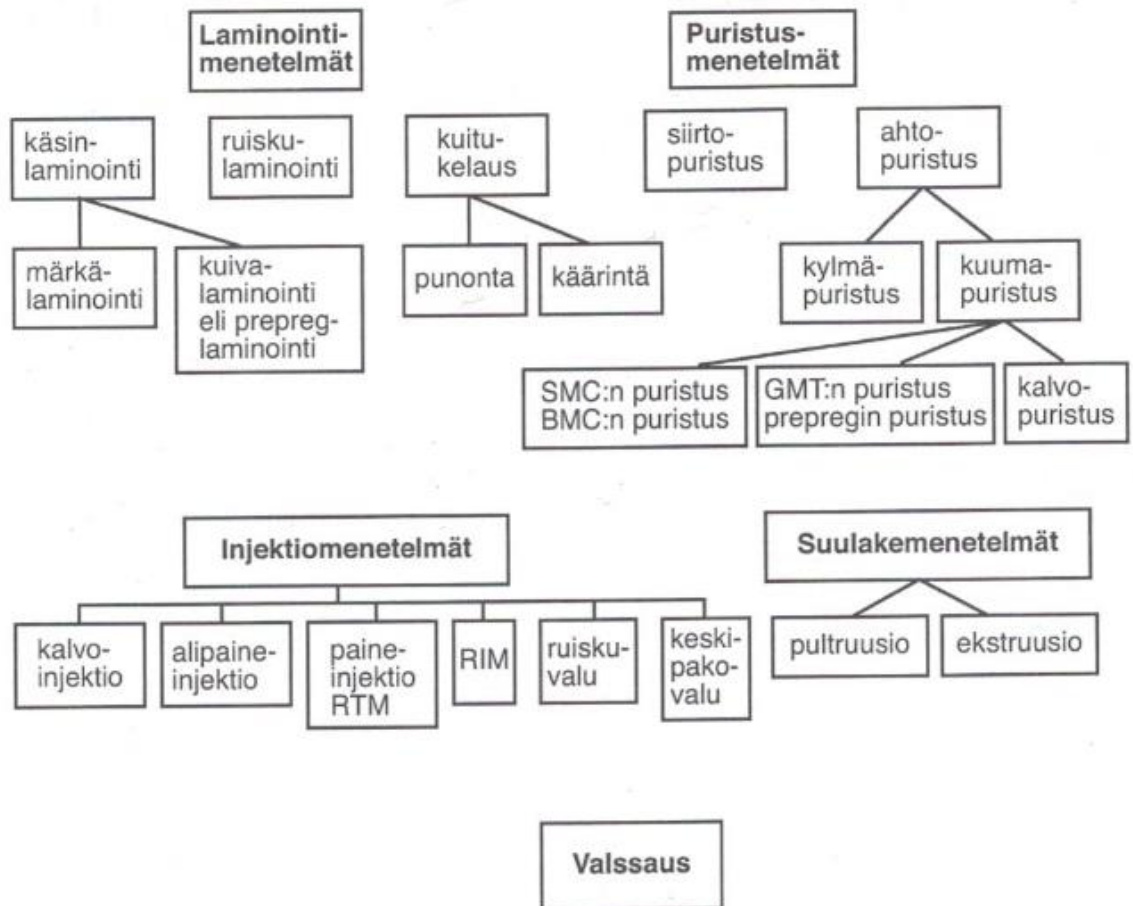 Laminointi-
menetelmät
Puristus-
menetelmät
käsin-
laminointi
ruisku-
laminointi
kuitu-
kelaus
siirto-
puristus
ahto-
puristus
märkä-
laminointi
kuiva-
laminointi
eli prepreg-
laminointi
punonta
käärintä
kylmä-
puristus
kuuma-
puristus
SMC:n puristus
BMC:n puristus
GMT:n puristus
prepregin puristus
kalvo-
puristus
Injektiomenetelmät
Suulakemenetelmät
kalvo-
injektio
alipaine-
injektio
paine-
injektio
RTM
RIM
ruisku-
valu
keski-
pako-
valu
pultruusio
ekstruusio
Valssaus